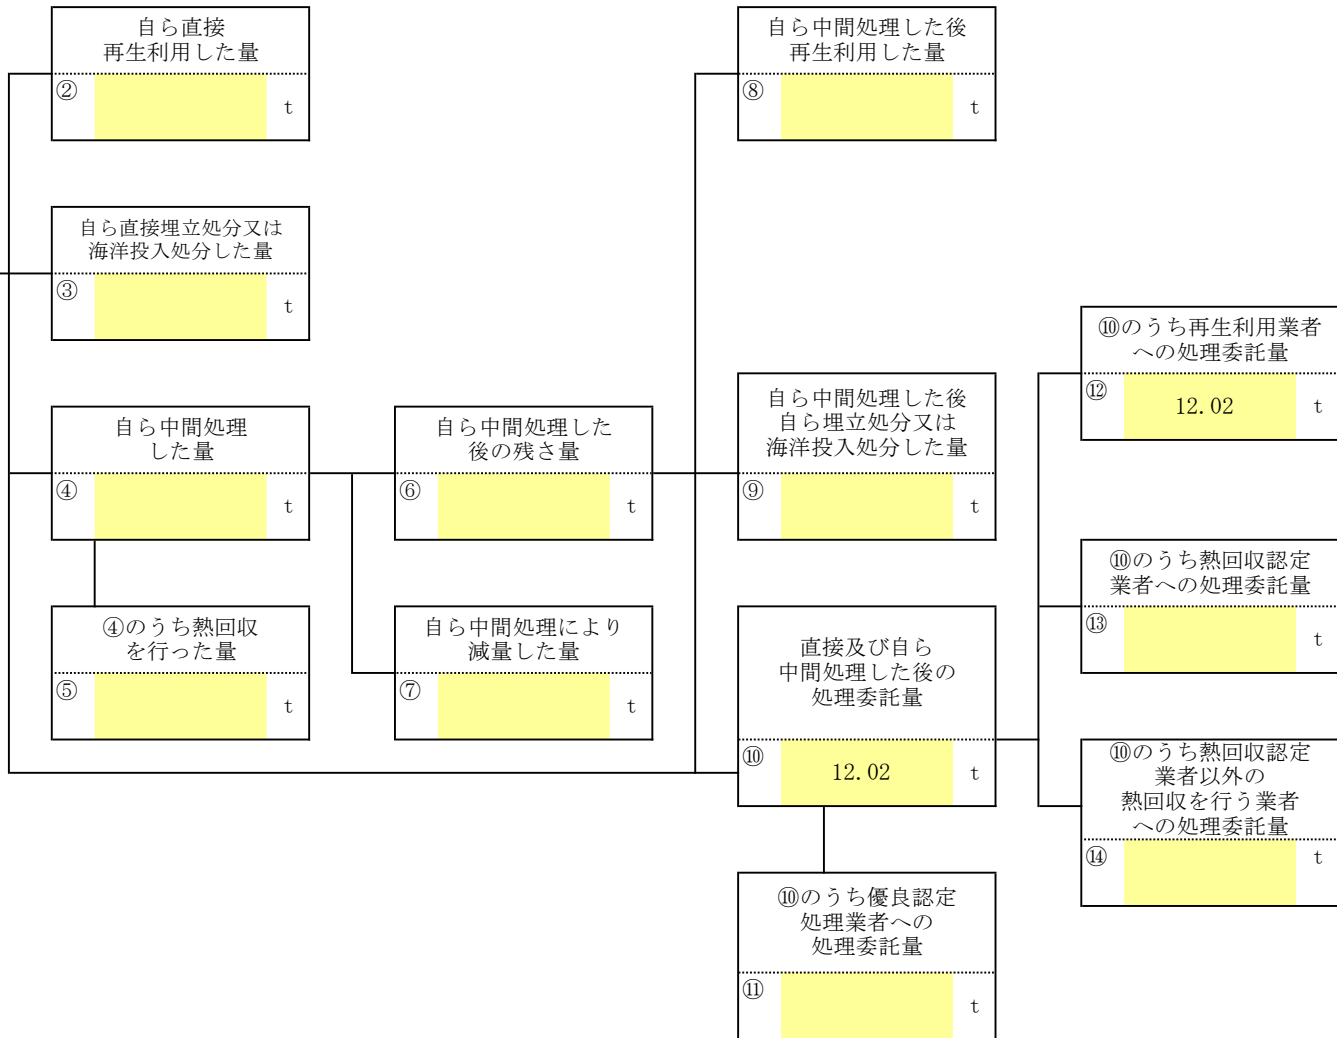 自ら直接
再生利用した量
②
t
自ら中間処理した後
再生利用した量
⑧
t
自ら直接埋立処分又は
海洋投入処分した量
③
t
⑩のうち再生利用業者
への処理委託量
⑫
12.02
t
自ら中間処理
した量
④
t
自ら中間処理した
後の残さ量
⑥
t
自ら中間処理した後
自ら埋立処分又は
海洋投入処分した量
⑨
t
⑩のうち熱回収認定
業者への処理委託量
⑬
t
④のうち熱回収
を行った量
⑤
t
自ら中間処理により
減量した量
⑦
t
直接及び自ら
中間処理した後の
処理委託量
⑩
12.02
t
⑩のうち熱回収認定
業者以外の
熱回収を行う業者
への処理委託量
⑭
t
⑩のうち優良認定
処理業者への
処理委託量
⑪
t